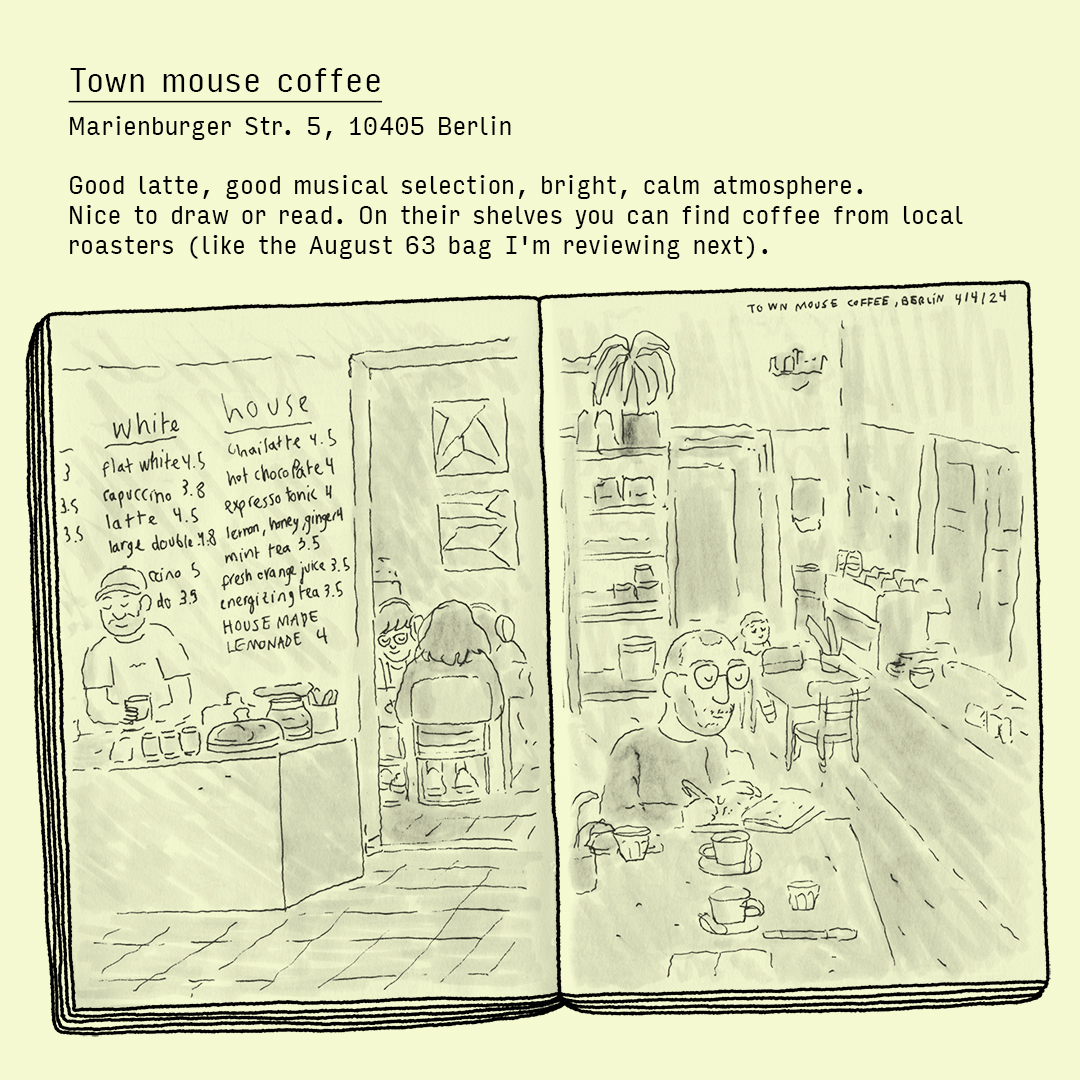 Town mouse coffee
Marienburger Str. 5, 10405 Berlin
Good latte, good musical selection, bright, calm atmosphere.
Nice to draw or read. On their shelves you can find coffee from local
roasters (like the August 63 bag I'm reviewing next).
white
3
flat white 4.5
3.5
capuccino 3.8
3.5
latte 4.5
large double 4.8
ccino 5
do 3.5
house
chailatte 4.5
hot chocolate 4
expresso tonic 4
lemon, honey, ginger 4
mint tea 3.5
fresh orange juice 3.5
energizing tea 3.5
HOUSE MADE
LEMONADE 4
TOWN MOUSE COFFEE, BERLIN 4/4/24